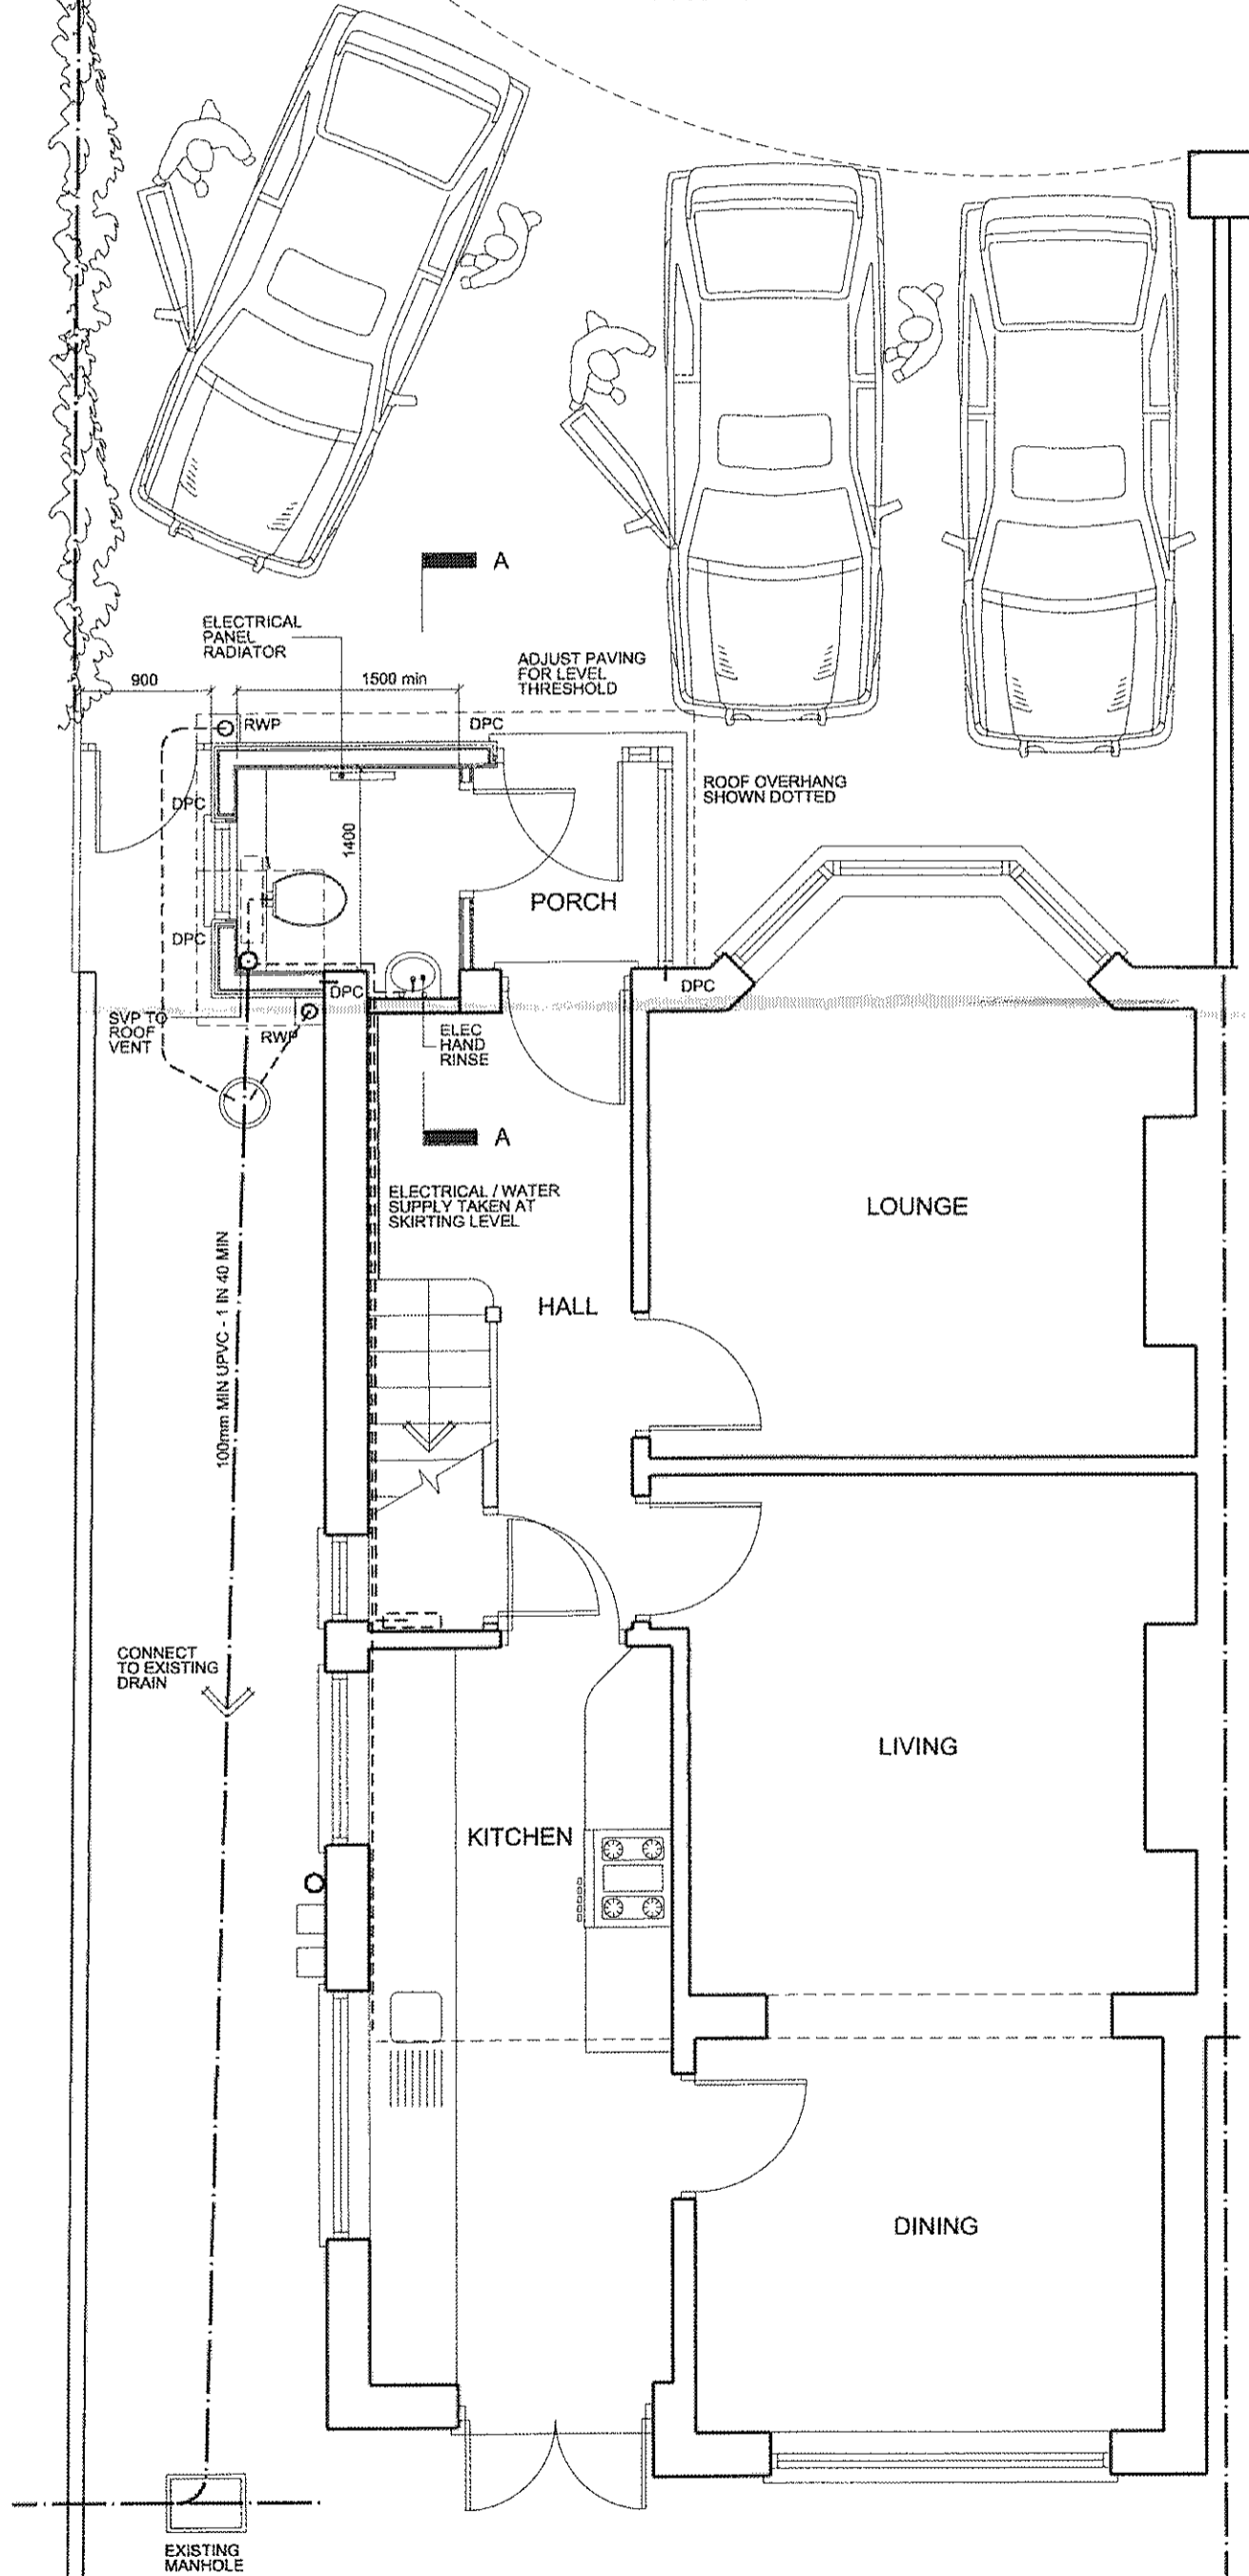 A
ELECTRICAL
PANEL
RADIATOR
ADJUST PAVING
FOR LEVEL
THRESHOLD
900
1500 min
RWP
DPC
ROOF OVERHANG
SHOWN DOTTED
DPC
1400
PORCH
DPC
DPC
DPC
SVP TO
ROOF
VENT
RWP
ELEC
HAND
RINSE
A
ELECTRICAL / WATER
SUPPLY TAKEN AT
SKIRTING LEVEL
LOUNGE
HALL
100mm MIN UPVC - 1 IN 40 MIN
CONNECT
TO EXISTING
DRAIN
LIVING
KITCHEN
DINING
EXISTING
MANHOLE